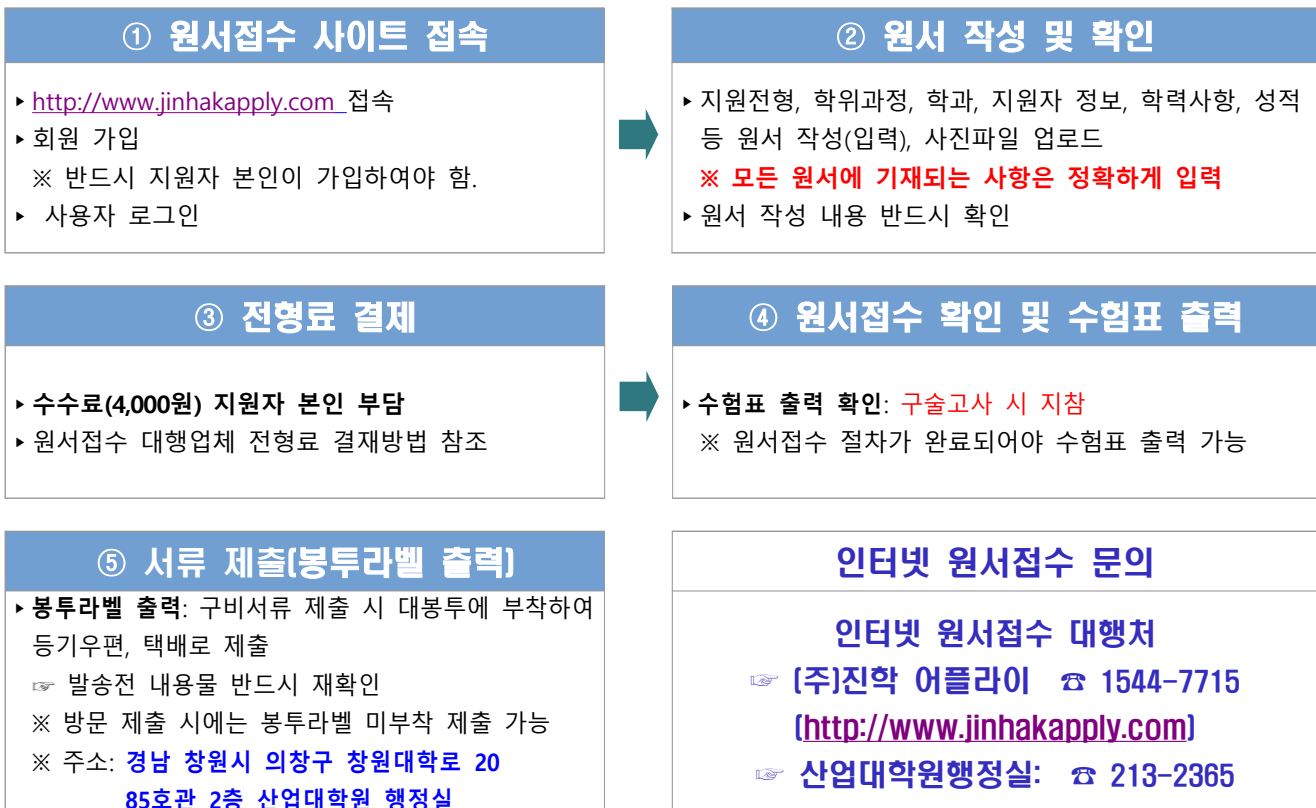 ① 원서접수 사이트 접속
▸ http://www.jinhakapply.com 접속
▸ 회원 가입
※ 반드시 지원자 본인이 가입하여야 함.
▸ 사용자 로그인
② 원서 작성 및 확인
▸ 지원전형, 학위과정, 학과, 지원자 정보, 학력사항, 성적
등 원서 작성(입력), 사진파일 업로드
※ 모든 원서에 기재되는 사항은 정확하게 입력
▸ 원서 작성 내용 반드시 확인
③ 전형료 결제
▸ 수수료(4,000원) 지원자 본인 부담
▸ 원서접수 대행업체 전형료 결재방법 참조
④ 원서접수 확인 및 수험표 출력
▸ 수험표 출력 확인: 구술고사 시 지참
※ 원서접수 절차가 완료되어야 수험표 출력 가능
⑤ 서류 제출(봉투라벨 출력)
▸ 봉투라벨 출력: 구비서류 제출 시 대봉투에 부착하여
등기우편, 택배로 제출
☞ 발송전 내용물 반드시 재확인
※ 방문 제출 시에는 봉투라벨 미부착 제출 가능
※ 주소: 경남 창원시 의창구 창원대학로 20
85호관 2층 산업대학원 행정실
인터넷 원서접수 문의
인터넷 원서접수 대행처
☞ (주)진학 어플라이 ☎ 1544-7715
(http://www.jinhakapply.com)
☞ 산업대학원행정실: ☎ 213-2365